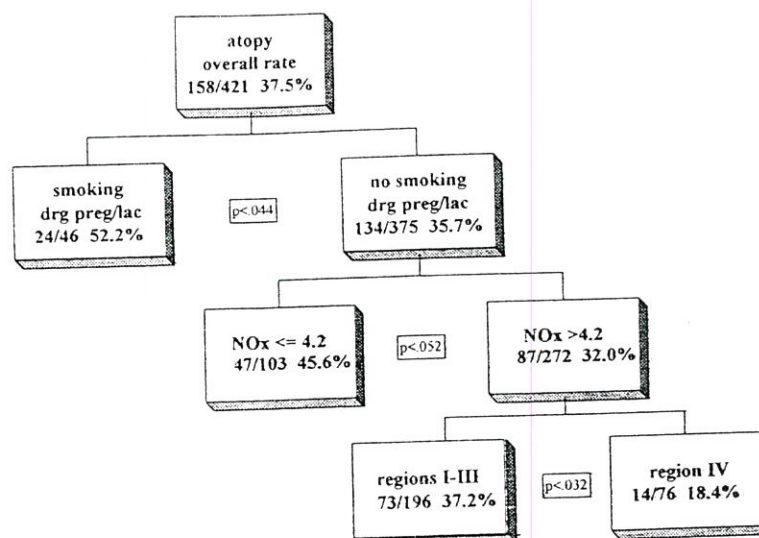 atopy
overall rate
158/421 37.5%
smoking
drg preg/lac
24/46 52.2%
p<.044
no smoking
drg preg/lac
134/375 35.7%
NOx <= 4.2
47/103 45.6%
p<.052
NOx >4.2
87/272 32.0%
regions I-III
73/196 37.2%
p<.032
region IV
14/76 18.4%